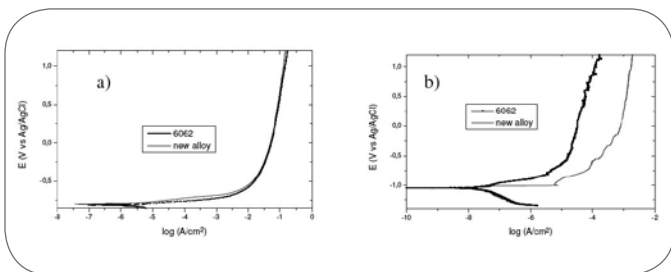 a)
E (V vs Ag/AgCl)
1,0
0,5
0,0
-0,5
6062
new alloy
-8 -7 -6 -5 -4 -3 -2 -1 0
log (A/cm²)
b)
E (V vs Ag/AgCl)
1,0
0,5
0,0
-0,5
-1,0
6062
new alloy
-10 -8 -6 -4 -2
log (A/cm²)